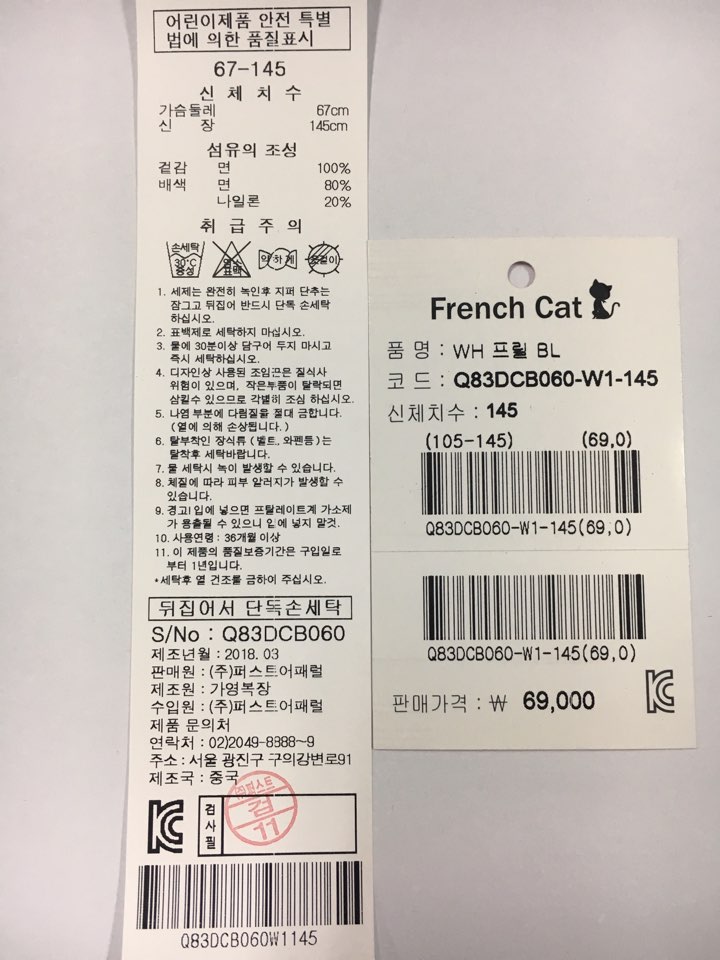 어린이제품 안전 특별
법에 의한 품질표시
67-145
신 체 치 수
가슴둘레 67cm
신 장 145cm
섬유의 조성
겉감 면 100%
배색 면 80%
나일론 20%
취 급 주 의
손세탁
30°C
중성
염소
표백
약하게
옷걸이
1. 세제는 완전히 녹인후 지퍼 단추는
잠그고 뒤집어 반드시 단독 손세탁
하십시오.
2. 표백제로 세탁하지 마십시오.
3. 물에 30분이상 담구어 두지 마시고
즉시 세탁하십시오.
4. 디자인상 사용된 조임끈은 질식사
위험이 있으며, 작은부품이 탈락되면
삼킬수 있으므로 각별히 조심 하십시오.
5. 나염 부분에 다림질을 절대 금합니다.
(열에 의해 손상됩니다.)
6. 탈부착인 장식류 (벨트, 와펜등)는
탈착후 세탁바랍니다.
7. 물 세탁시 녹이 발생할 수 있습니다.
8. 체질에 따라 피부 알러지가 발생할 수
있습니다.
9. 경고! 입에 넣으면 프탈레이트계 가소제
가 용출될 수 있으니 입에 넣지 말것.
10. 사용연령 : 36개월 이상
11. 이 제품의 품질보증기간은 구입일로
부터 1년입니다.
*세탁후 열 건조를 금하여 주십시오.
뒤집어서 단독손세탁
S/No : Q83DCB060
제조년월 : 2018. 03
판매원 : (주)퍼스트어패럴
제조원 : 가영복장
수입원 : (주)퍼스트어패럴
제품 문의처
연락처 : 02)2049-8888~9
주소 : 서울 광진구 구의강변로91
제조국 : 중국
㈜퍼스트
검
11
KC
검사필
Q83DCB060W1145
French Cat
품 명 : WH 프릴 BL
코 드 : Q83DCB060-W1-145
신체치수 : 145
(105-145) (69,0)
Q83DCB060-W1-145(69,0)
Q83DCB060-W1-145(69,0)
판매가격 : ₩ 69,000
KC